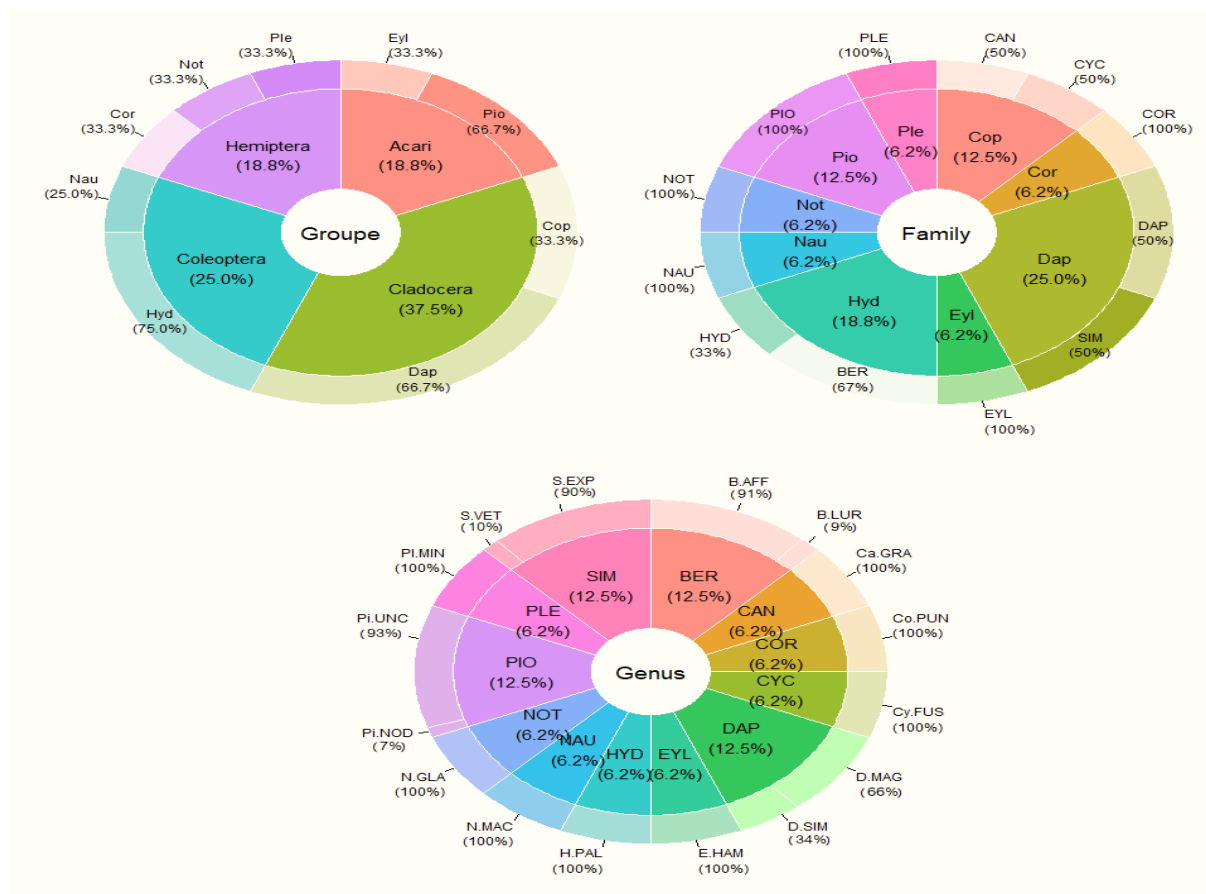 Ple
(33.3%)
Eyl
(33.3%)
Not
(33.3%)
Cor
(33.3%)
Pio
(66.7%)
Hemiptera
(18.8%)
Acari
(18.8%)
Nau
(25.0%)
Groupe
Cop
(33.3%)
Coleoptera
(25.0%)
Cladocera
(37.5%)
Hyd
(75.0%)
Dap
(66.7%)
PLE
(100%)
CAN
(50%)
CYC
(50%)
PIO
(100%)
COR
(100%)
Ple
(6.2%)
Cop
(12.5%)
Pio
(12.5%)
Cor
(6.2%)
NOT
(100%)
Not
(6.2%)
Family
DAP
(50%)
Nau
(6.2%)
Dap
(25.0%)
NAU
(100%)
Hyd
(18.8%)
Eyl
(6.2%)
HYD
(33%)
SIM
(50%)
BER
(67%)
EYL
(100%)
S.EXP
(90%)
B.AFF
(91%)
S.VET
(10%)
B.LUR
(9%)
Pl.MIN
(100%)
Ca.GRA
(100%)
SIM
(12.5%)
BER
(12.5%)
PLE
(6.2%)
CAN
(6.2%)
Pi.UNC
(93%)
Co.PUN
(100%)
PIO
(12.5%)
Genus
COR
(6.2%)
CYC
(6.2%)
Pi.NOD
(7%)
NOT
(6.2%)
NAU
(6.2%)
HYD
(6.2%)
EYL
(6.2%)
DAP
(12.5%)
Cy.FUS
(100%)
N.GLA
(100%)
D.MAG
(66%)
N.MAC
(100%)
D.SIM
(34%)
H.PAL
(100%)
E.HAM
(100%)